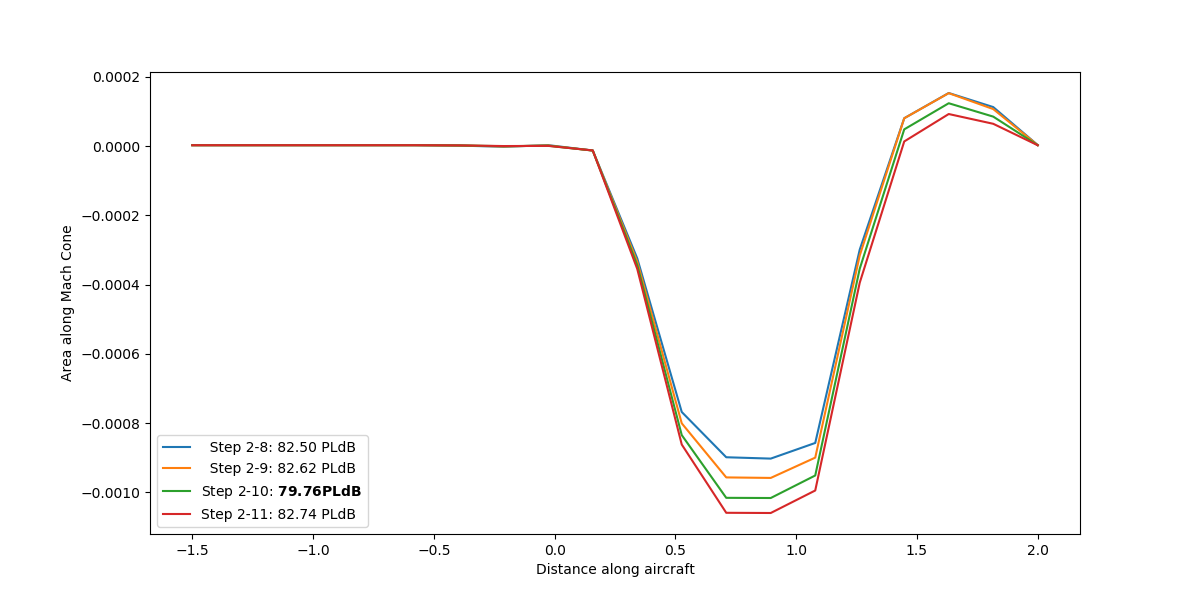 0.0002
0.0000
−0.0002
−0.0004
−0.0006
−0.0008
−0.0010
Area along Mach Cone
Step 2-8: 82.50 PLdB
Step 2-9: 82.62 PLdB
Step 2-10: 79.76PLdB
Step 2-11: 82.74 PLdB
−1.5 −1.0 −0.5 0.0 0.5 1.0 1.5 2.0
Distance along aircraft